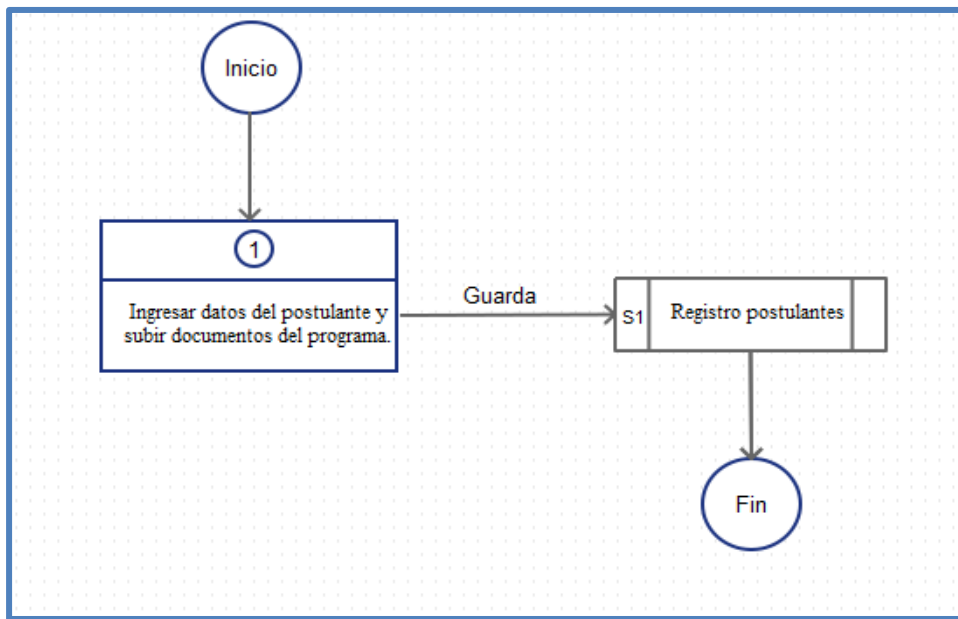 Inicio
1
Ingresar datos del postulante y
subir documentos del programa.
Guarda
S1
Registro postulantes
Fin